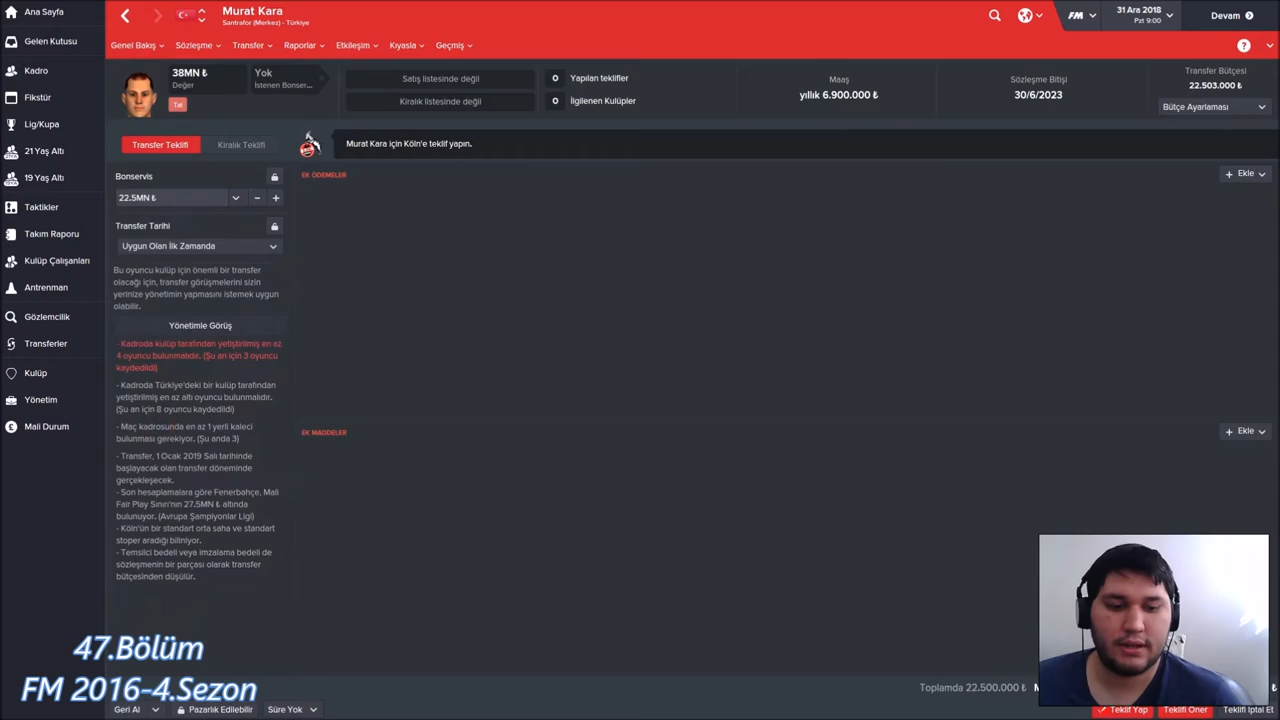 Ana Sayfa
Gelen Kutusu
Kadro
Fikstür
Lig/Kupa
21 Yaş Altı
19 Yaş Altı
Taktikler
Takım Raporu
Kulüp Çalışanları
Antrenman
Gözlemcilik
Transferler
Kulüp
Yönetim
Mali Durum
Murat Kara
Santrafor (Merkez) - Türkiye
FM
31 Ara 2018
Pzt 9:00
Devam
Genel Bakış
Sözleşme
Transfer
Raporlar
Etkileşim
Kıyasla
Geçmiş
38MN ₺
Değer
Tat
Yok
İstenen Bonser...
Satış listesinde değil
Kiralık listesinde değil
0 Yapılan teklifler
0 İlgilenen Kulüpler
Maaş
yıllık 6.900.000 ₺
Sözleşme Bitişi
30/6/2023
Transfer Bütçesi
22.503.000 ₺
Bütçe Ayarlaması
Transfer Teklifi
Kiralık Teklifi
Murat Kara için Köln'e teklif yapın.
Bonservis
22.5MN ₺
Transfer Tarihi
Uygun Olan İlk Zamanda
Bu oyuncu kulüp için önemli bir transfer
olacağı için, transfer görüşmelerini sizin
yerinize yönetimin yapmasını istemek uygun
olabilir.
Yönetimle Görüş
- Kadroda kulüp tarafından yetiştirilmiş en az
4 oyuncu bulunmalıdır. (Şu an için 3 oyuncu
kaydedildi)
- Kadroda Türkiye'deki bir kulüp tarafından
yetiştirilmiş en az altı oyuncu bulunmalıdır.
(Şu an için 8 oyuncu kaydedildi)
- Maç kadrosunda en az 1 yerli kaleci
bulunması gerekiyor. (Şu anda 3)
- Transfer, 1 Ocak 2019 Salı tarihinde
başlayacak olan transfer döneminde
gerçekleşecek.
- Son hesaplamalara göre Fenerbahçe, Mali
Fair Play Sınırı'nın 27.5MN ₺ altında
bulunuyor. (Avrupa Şampiyonlar Ligi)
- Köln'ün bir standart orta saha ve standart
stoper aradığı biliniyor.
- Temsilci bedeli veya imzalama bedeli de
sözleşmenin bir parçası olarak transfer
bütçesinden düşülür.
EK ÖDEMELER
+ Ekle
EK MADDELER
+ Ekle
47.Bölüm
FM 2016-4.Sezon
Toplamda 22.500.000 ₺
Geri Al
Pazarlık Edilebilir
Süre Yok
Teklif Yap
Teklifi Öner
Teklifi İptal Et